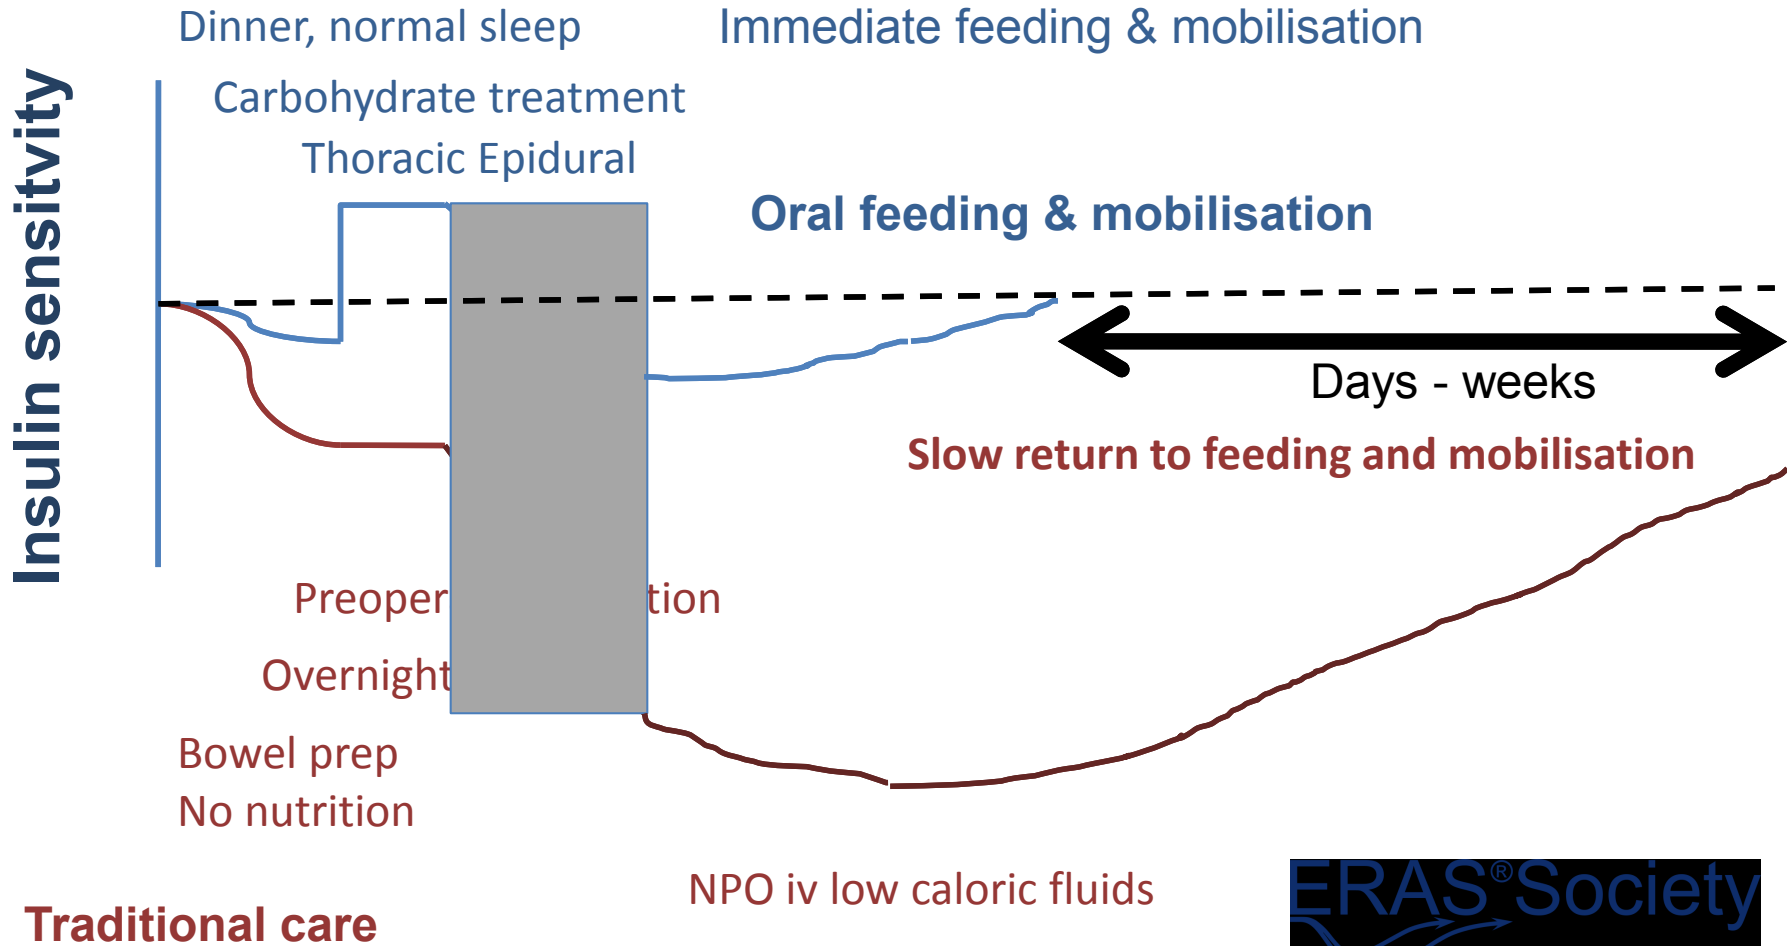 Dinner, normal sleep
Immediate feeding & mobilisation
Carbohydrate treatment
Thoracic Epidural
Insulin sensitvity
Oral feeding & mobilisation
Days - weeks
Slow return to feeding and mobilisation
Preoper tion
Overnight
Bowel prep
No nutrition
NPO iv low caloric fluids
Traditional care
ERAS® Society